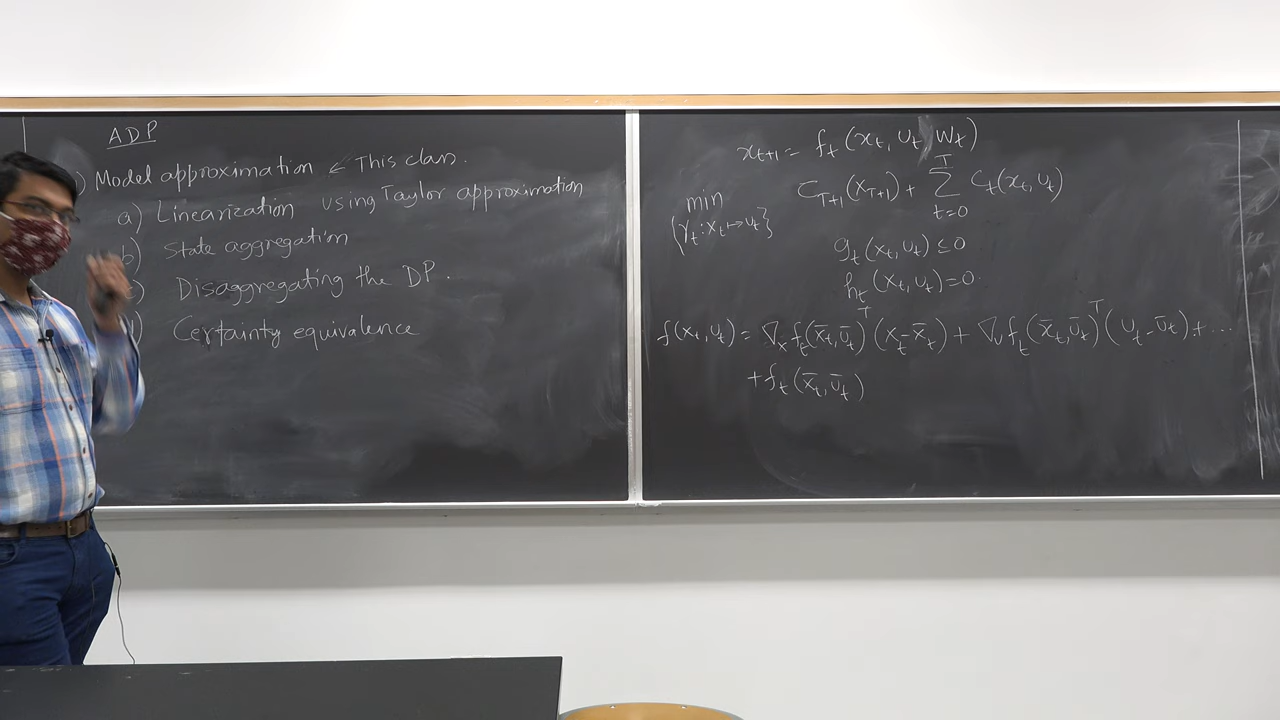 ADP
) Model approximation ← This class.
a) Linearization using Taylor approximation
b) State aggregation
) Disaggregating the DP.
) Certainty equivalence
x_{t+1} = f_t(x_t, u_t, w_t)
min C_{T+1}(x_{T+1}) + Σ_{t=0}^{T} C_t(x_t, u_t)
{γ_t: x_t ↦ u_t}
g_t(x_t, u_t) ≤ 0
h_t(x_t, u_t) = 0.
f(x_t, u_t) = ∇_x f_t(x̄_t, ū_t)^T (x_t − x̄_t) + ∇_u f_t(x̄_t, ū_t)^T (u_t − ū_t) + ...
+ f_t(x̄_t, ū_t)